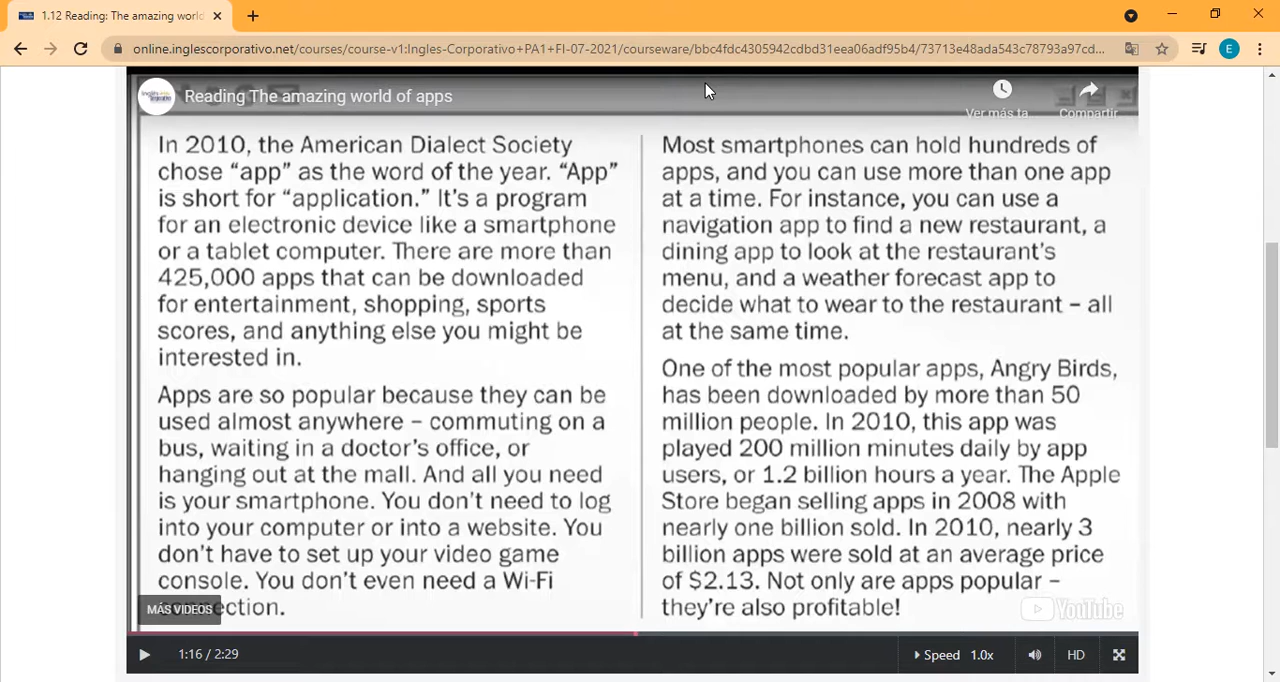 1.12 Reading: The amazing worl
online.inglescorporativo.net/courses/course-v1:Ingles-Corporativo+PA1+FI-07-2021/courseware/bbc4fdc4305942cdbd31eea06adf95b4/73713e48ada543c78793a97cd...
E
Reading The amazing world of apps
Ver más ta...
Compartir
In 2010, the American Dialect Society
chose “app” as the word of the year. “App”
is short for “application.” It’s a program
for an electronic device like a smartphone
or a tablet computer. There are more than
425,000 apps that can be downloaded
for entertainment, shopping, sports
scores, and anything else you might be
interested in.
Apps are so popular because they can be
used almost anywhere – commuting on a
bus, waiting in a doctor’s office, or
hanging out at the mall. And all you need
is your smartphone. You don’t need to log
into your computer or into a website. You
don’t have to set up your video game
console. You don’t even need a Wi-Fi
ection.
MÁS VIDEOS
Most smartphones can hold hundreds of
apps, and you can use more than one app
at a time. For instance, you can use a
navigation app to find a new restaurant, a
dining app to look at the restaurant’s
menu, and a weather forecast app to
decide what to wear to the restaurant – all
at the same time.
One of the most popular apps, Angry Birds,
has been downloaded by more than 50
million people. In 2010, this app was
played 200 million minutes daily by app
users, or 1.2 billion hours a year. The Apple
Store began selling apps in 2008 with
nearly one billion sold. In 2010, nearly 3
billion apps were sold at an average price
of $2.13. Not only are apps popular –
they’re also profitable!
YouTube
1:16 / 2:29
Speed 1.0x
HD